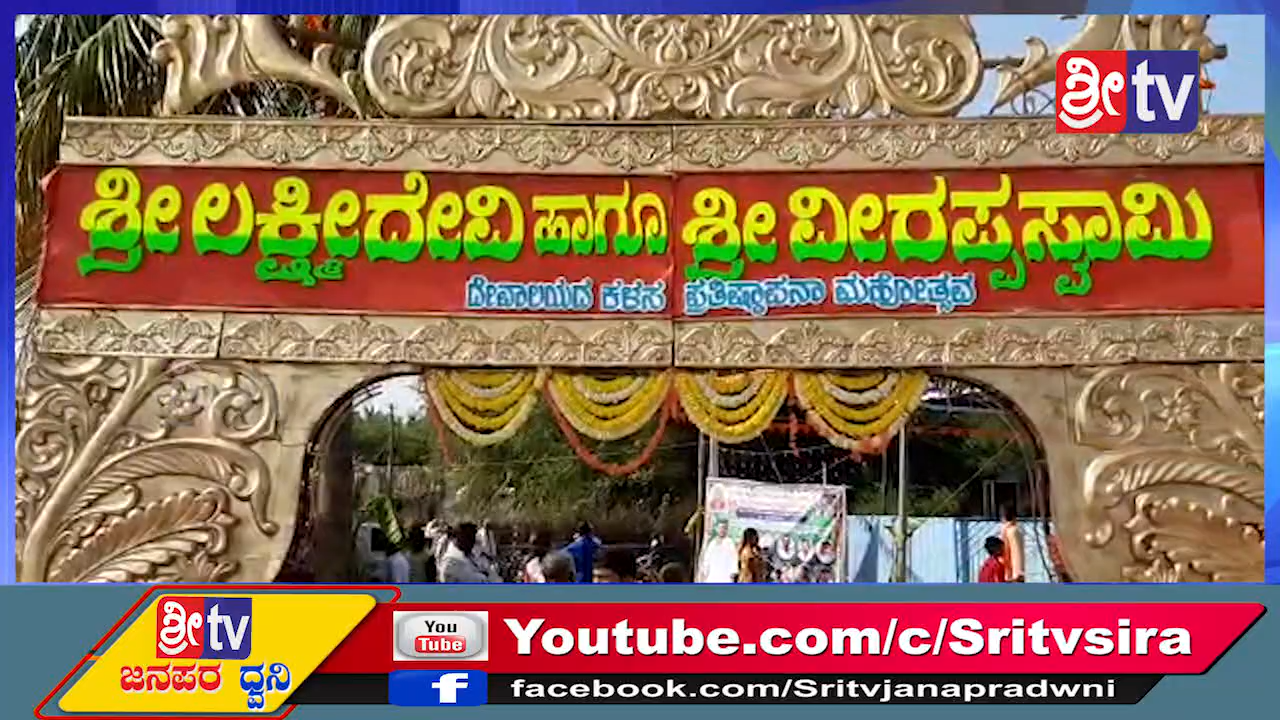 ಶ್ರೀtv
ಶ್ರೀ ಲಕ್ಷ್ಮೀದೇವಿ ಹಾಗೂ ಶ್ರೀ ವೀರಪ್ಪಸ್ವಾಮಿ
ದೇವಾಲಯದ ಕಳಸ ಪ್ರತಿಷ್ಠಾಪನಾ ಮಹೋತ್ಸವ
ಶ್ರೀtv
ಜನಪರ ಧ್ವನಿ
You
Tube
Youtube.com/c/Sritvsira
f
facebook.com/Sritvjanapradwni